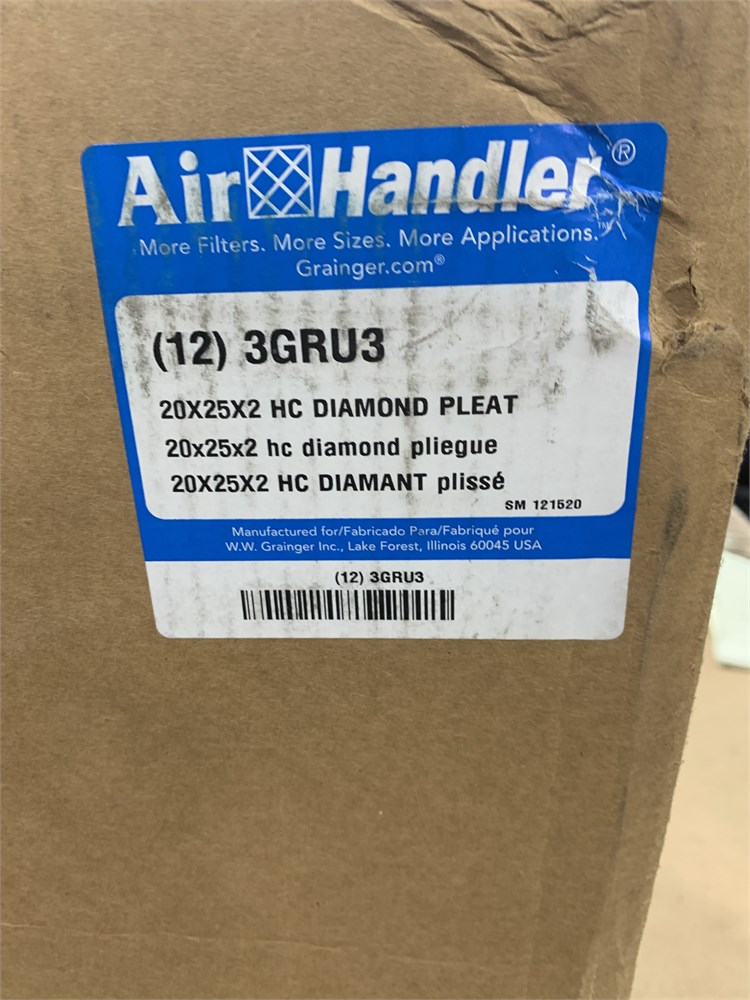 Air Handler®
More Filters. More Sizes. More Applications.™
Grainger.com®
(12) 3GRU3
20X25X2 HC DIAMOND PLEAT
20x25x2 hc diamond pliegue
20X25X2 HC DIAMANT plissé
SM 121520
Manufactured for/Fabricado Para/Fabriqué pour
W.W. Grainger Inc., Lake Forest, Illinois 60045 USA
(12) 3GRU3